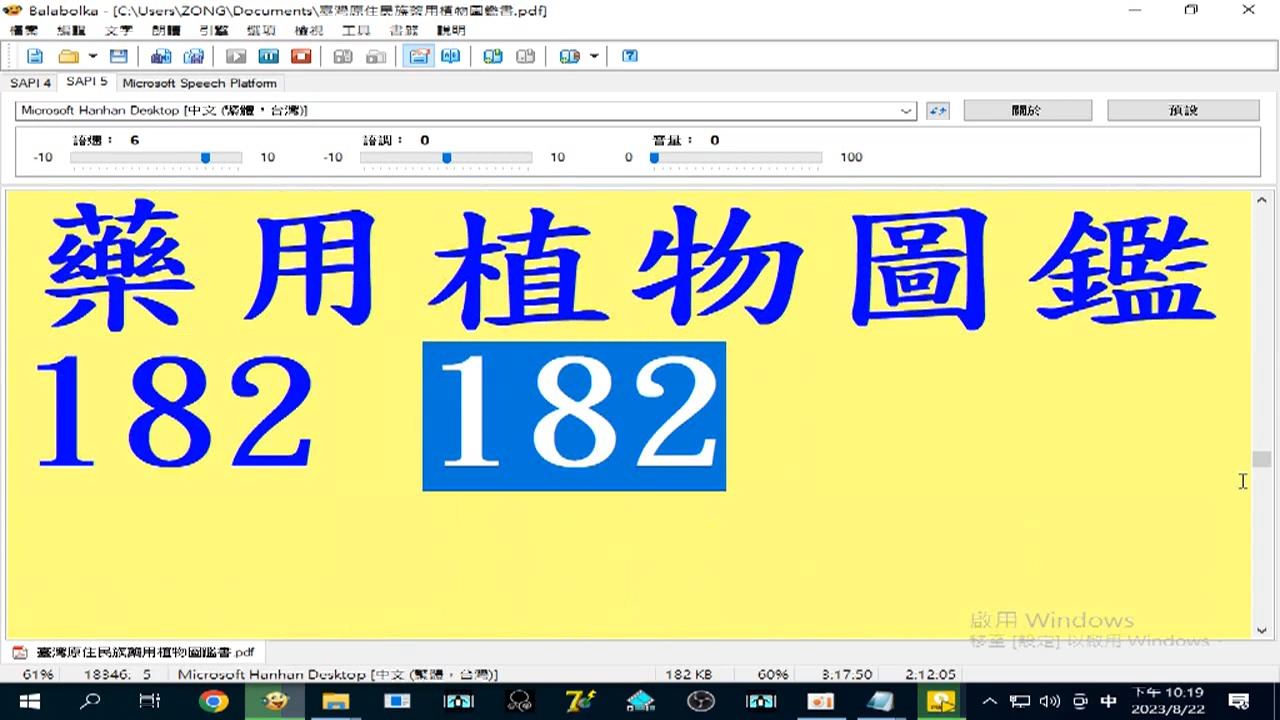 Balabolka - [C:\Users\ZONG\Documents\臺灣原住民族藥用植物圖鑑書.pdf]
檔案 編輯 文字 朗讀 引擎 選項 檢視 工具 書籤 說明
SAPI 4 SAPI 5 Microsoft Speech Platform
Microsoft Hanhan Desktop [中文 (繁體，台灣)] 關於 預設
語速： 6 語調： 0 音量： 0
-10 10 -10 10 0 100
藥用植物圖鑑
182 182
啟用 Windows
移至 [設定] 以啟用 Windows。
臺灣原住民族藥用植物圖鑑書.pdf
61% 18346: 5 Microsoft Hanhan Desktop [中文 (繁體，台灣)] 182 KB 60% 3:17:50 2:12:05
中 下午 10:19
2023/8/22